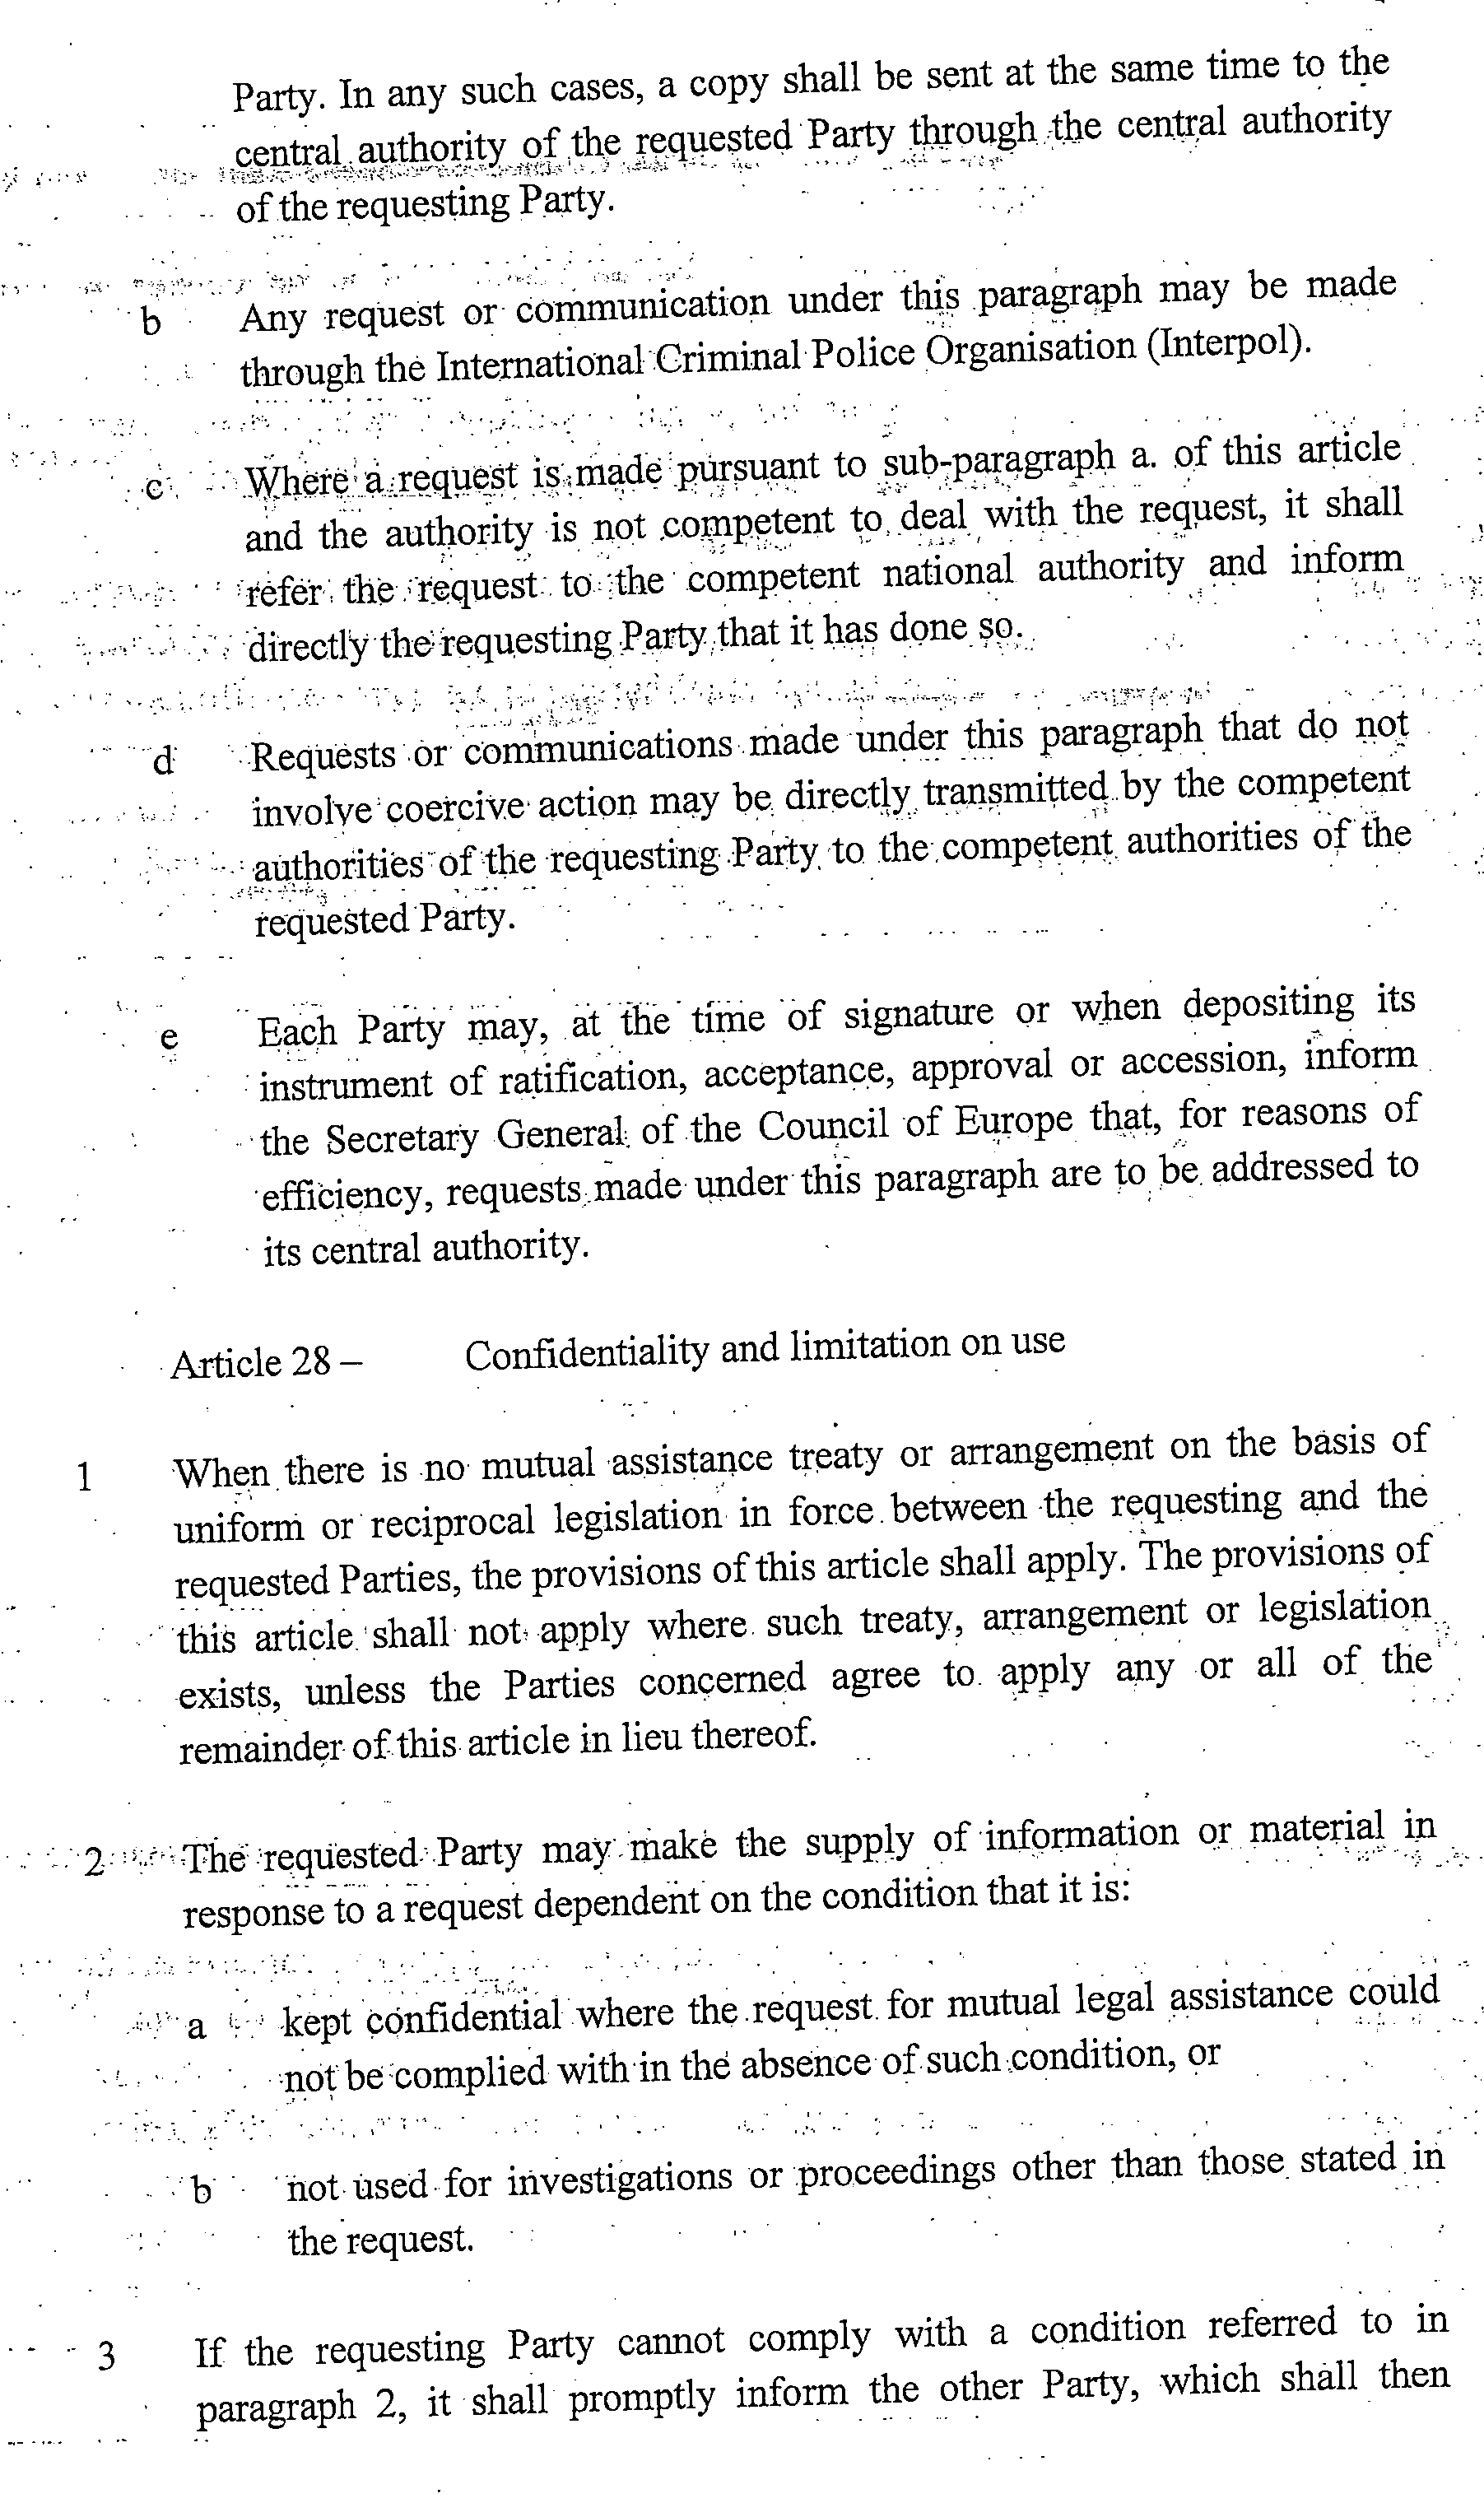 Party. In any such cases, a copy shall be sent at the same time to the
central authority of the requested Party through the central authority
of the requesting Party.
b Any request or communication under this paragraph may be made
through the International Criminal Police Organisation (Interpol).
c Where a request is made pursuant to sub-paragraph a. of this article
and the authority is not competent to deal with the request, it shall
refer the request to the competent national authority and inform
directly the requesting Party that it has done so.
d Requests or communications made under this paragraph that do not
involve coercive action may be directly transmitted by the competent
authorities of the requesting Party to the competent authorities of the
requested Party.
e Each Party may, at the time of signature or when depositing its
instrument of ratification, acceptance, approval or accession, inform
the Secretary General of the Council of Europe that, for reasons of
efficiency, requests made under this paragraph are to be addressed to
its central authority.
Article 28 – Confidentiality and limitation on use
1 When there is no mutual assistance treaty or arrangement on the basis of
uniform or reciprocal legislation in force between the requesting and the
requested Parties, the provisions of this article shall apply. The provisions of
this article shall not apply where such treaty, arrangement or legislation
exists, unless the Parties concerned agree to apply any or all of the
remainder of this article in lieu thereof.
2 The requested Party may make the supply of information or material in
response to a request dependent on the condition that it is:
a kept confidential where the request for mutual legal assistance could
not be complied with in the absence of such condition, or
b not used for investigations or proceedings other than those stated in
the request.
3 If the requesting Party cannot comply with a condition referred to in
paragraph 2, it shall promptly inform the other Party, which shall then